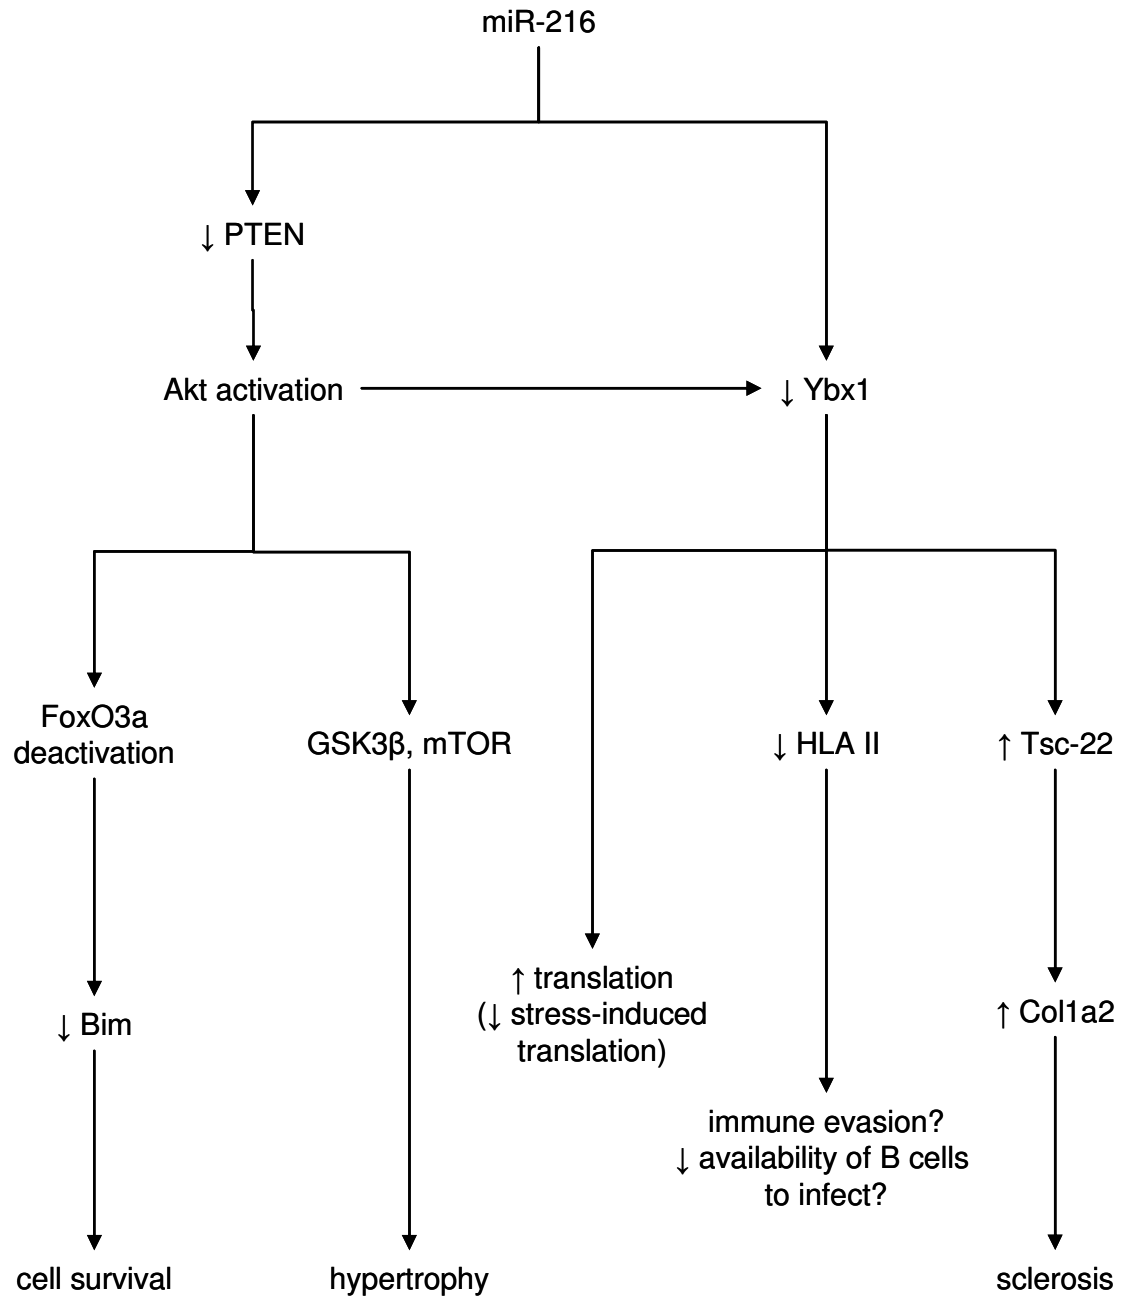 miR-216
↓ PTEN
Akt activation
↓ Ybx1
FoxO3a
deactivation
GSK3β, mTOR
↓ HLA II
↑ Tsc-22
↑ translation
(↓ stress-induced
translation)
↓ Bim
↑ Col1a2
immune evasion?
↓ availability of B cells
to infect?
cell survival
hypertrophy
sclerosis